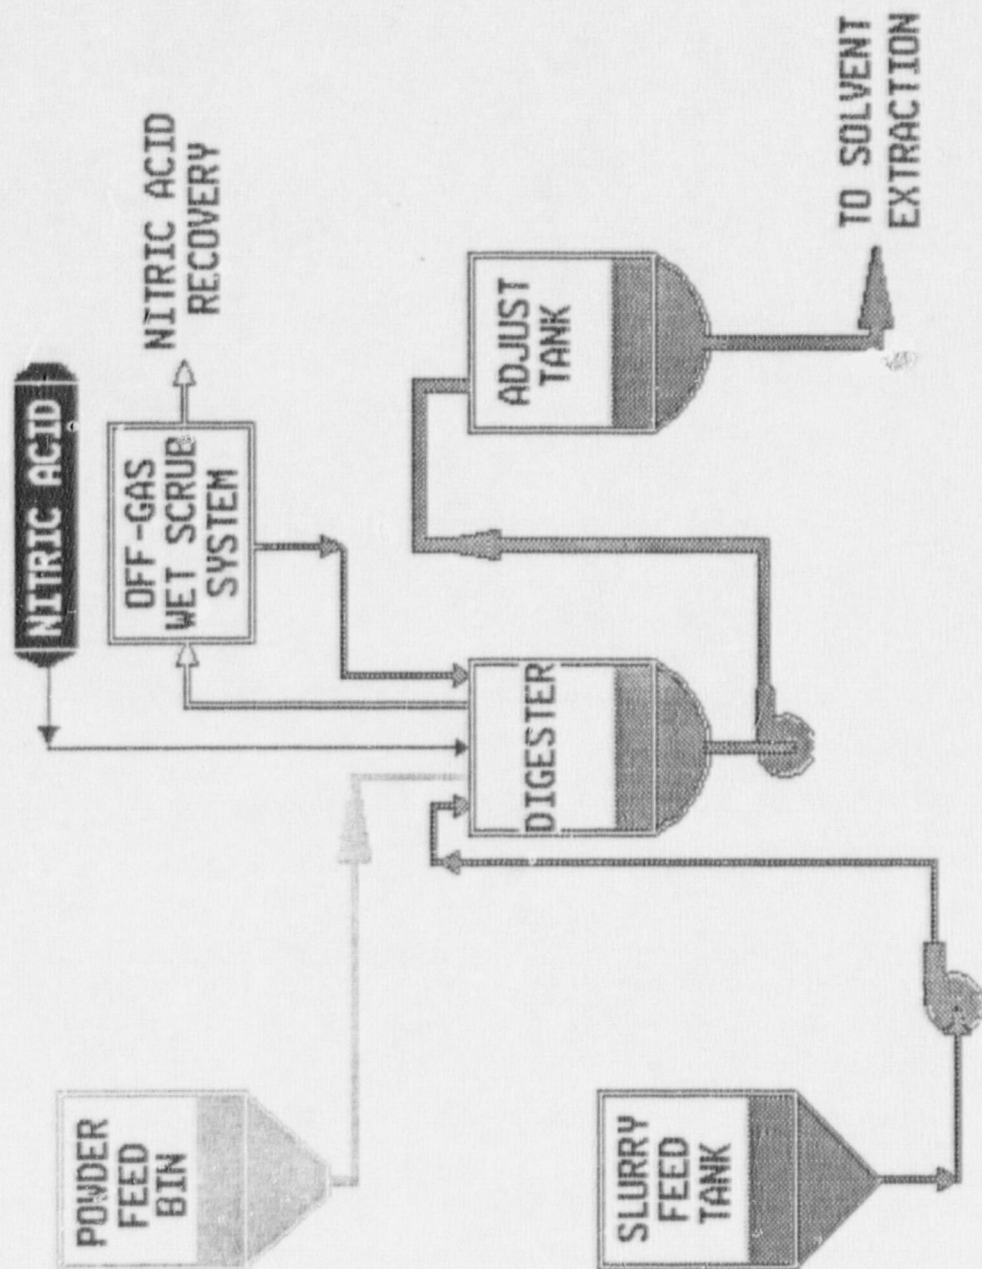 NITRIC ACID
OFF-GAS
WET SCRUB
SYSTEM
NITRIC ACID
RECOVERY
POWDER
FEED
BIN
DIGESTER
ADJUST
TANK
SLURRY
FEED
TANK
TO SOLVENT
EXTRACTION